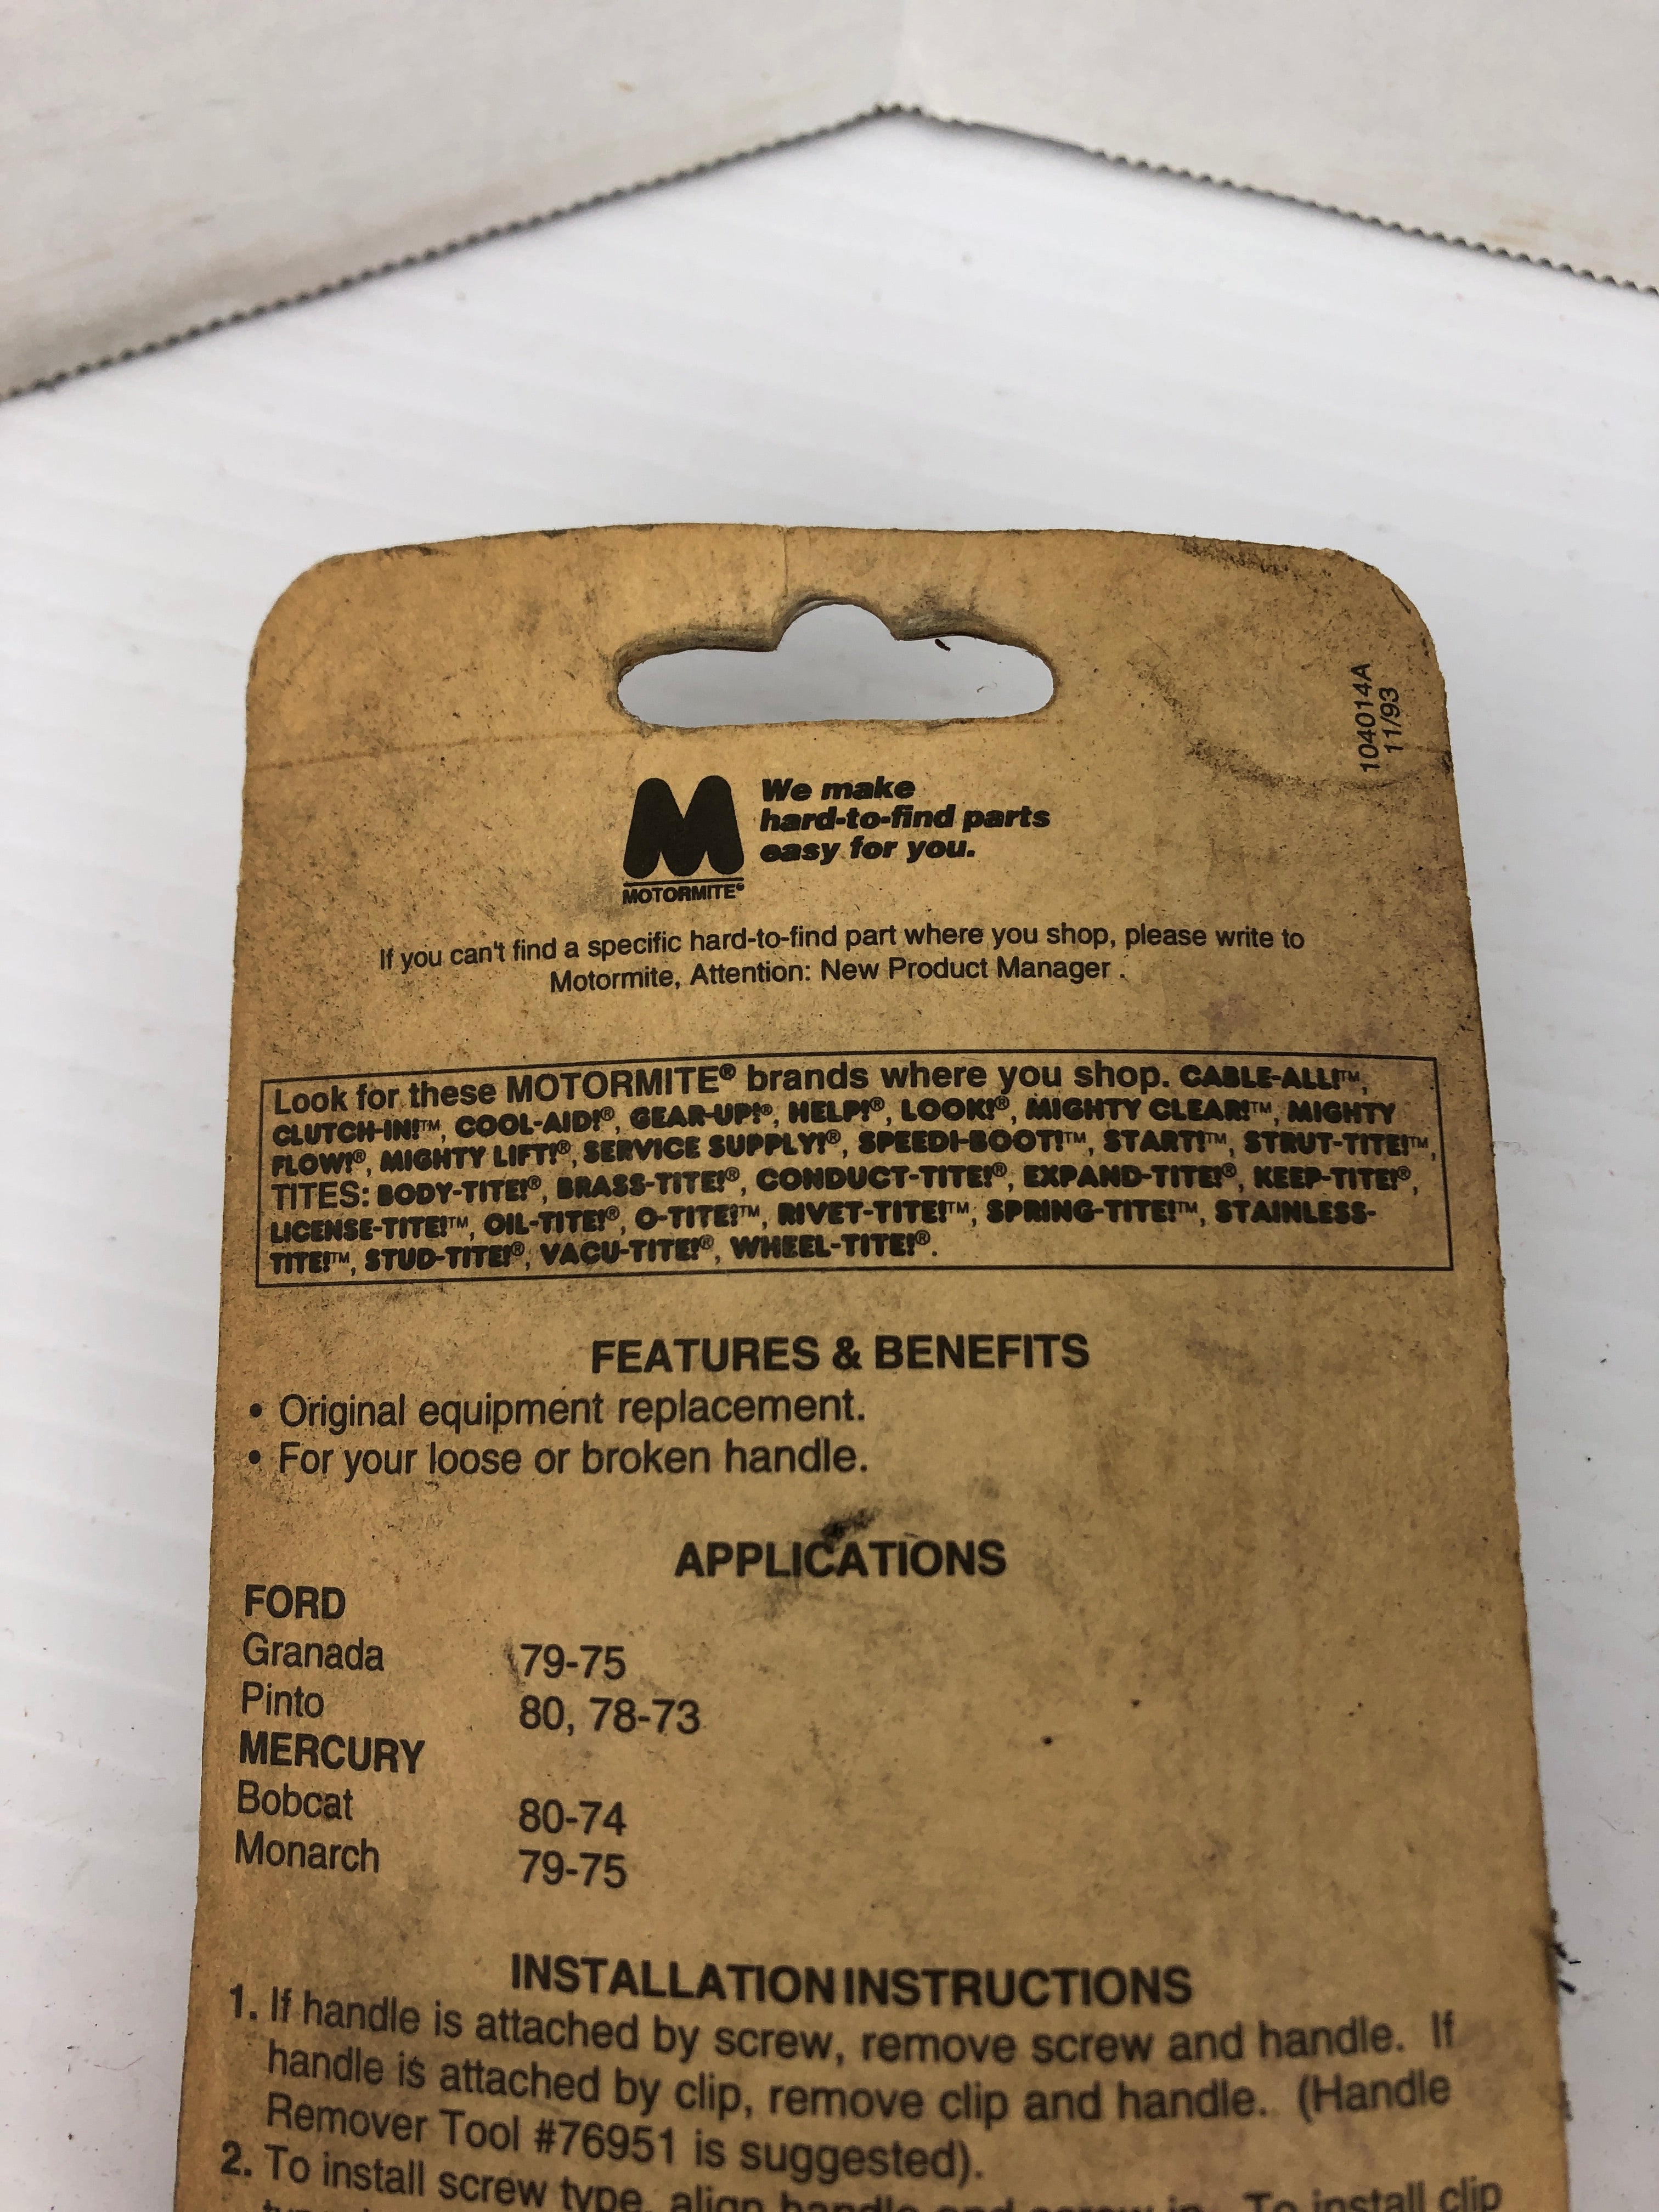 104014A
11/93
We make
hard-to-find parts
easy for you.
MOTORMITE®
If you can't find a specific hard-to-find part where you shop, please write to
Motormite, Attention: New Product Manager .
Look for these MOTORMITE® brands where you shop. CABLE-ALL!™,
CLUTCH-IN!™, COOL-AID!®, GEAR-UP!®, HELP!®, LOOK!®, MIGHTY CLEAR!™, MIGHTY
FLOW!®, MIGHTY LIFT!®, SERVICE SUPPLY!®, SPEEDI-BOOT!™, START!™, STRUT-TITE!™,
TITES: BODY-TITE!®, BRASS-TITE!®, CONDUCT-TITE!®, EXPAND-TITE!®, KEEP-TITE!®,
LICENSE-TITE!™, OIL-TITE!®, O-TITE!™, RIVET-TITE!™, SPRING-TITE!™, STAINLESS-
TITE!™, STUD-TITE!®, VACU-TITE!®, WHEEL-TITE!®.
FEATURES & BENEFITS
• Original equipment replacement.
• For your loose or broken handle.
APPLICATIONS
FORD
Granada 79-75
Pinto 80, 78-73
MERCURY
Bobcat 80-74
Monarch 79-75
INSTALLATION INSTRUCTIONS
1. If handle is attached by screw, remove screw and handle. If
handle is attached by clip, remove clip and handle. (Handle
Remover Tool #76951 is suggested).
2. To install screw type, align handle and screw in. To install clip